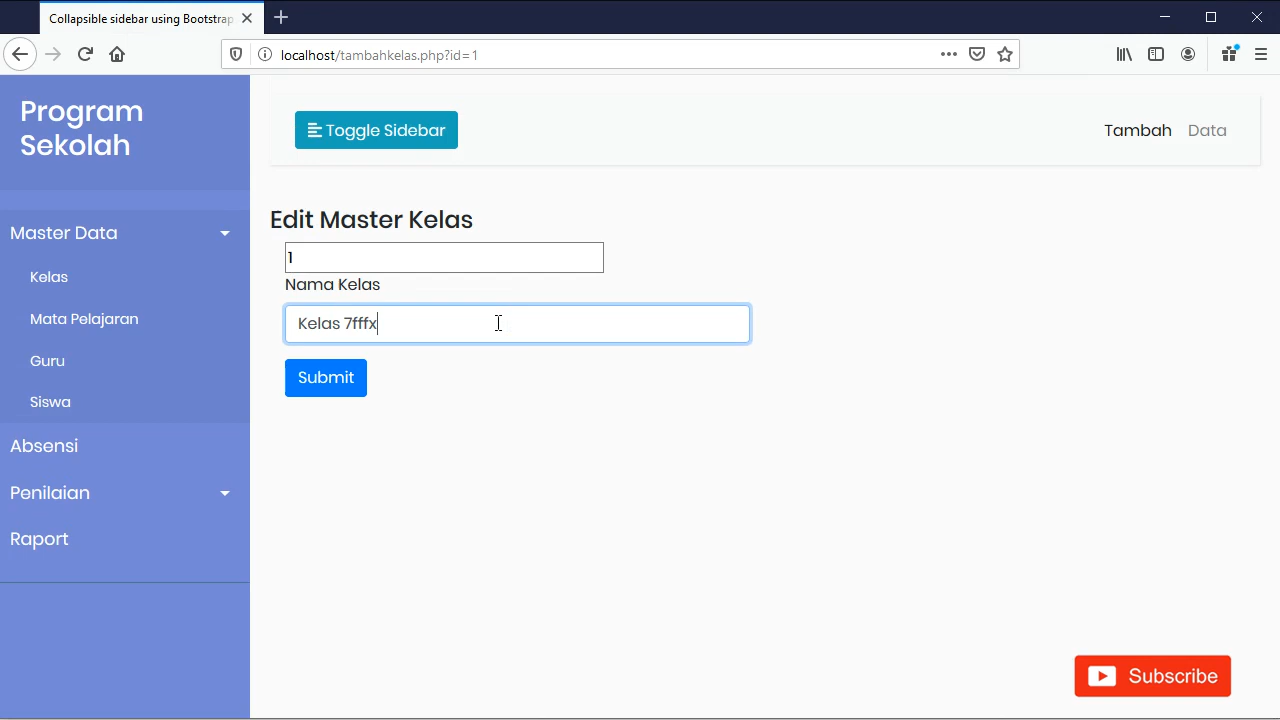 Collapsible sidebar using Bootstrap
localhost/tambahkelas.php?id=1
Program
Sekolah
Master Data
Kelas
Mata Pelajaran
Guru
Siswa
Absensi
Penilaian
Raport
Toggle Sidebar
Tambah Data
Edit Master Kelas
1
Nama Kelas
Kelas 7fffx
Submit
Subscribe